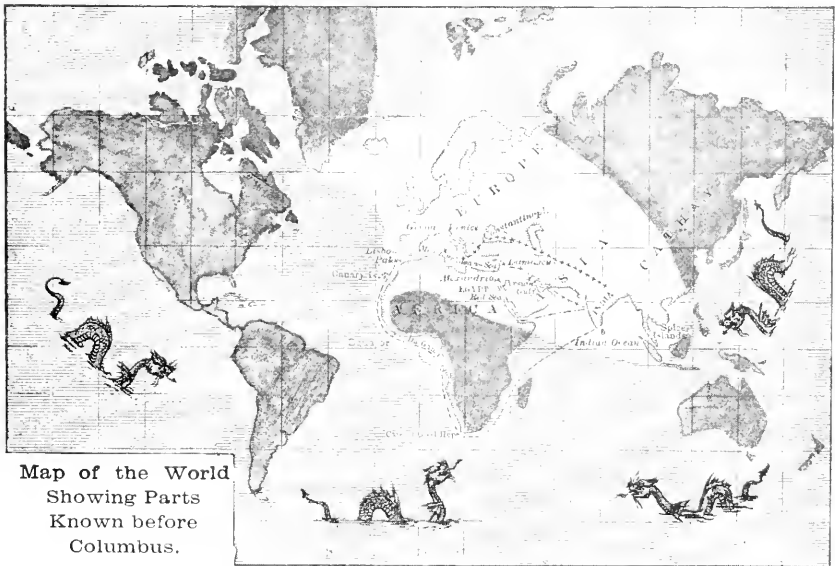 EUROPE
Genoa Venice Constantinople
Lisbon
Palos
Damascus
Canary Is.
Alexandria
EGYPT
Red Sea
ASIA
CATHAY
AFRICA
Spice
Islands
Indian Ocean
Map of the World
Showing Parts
Known before
Columbus.